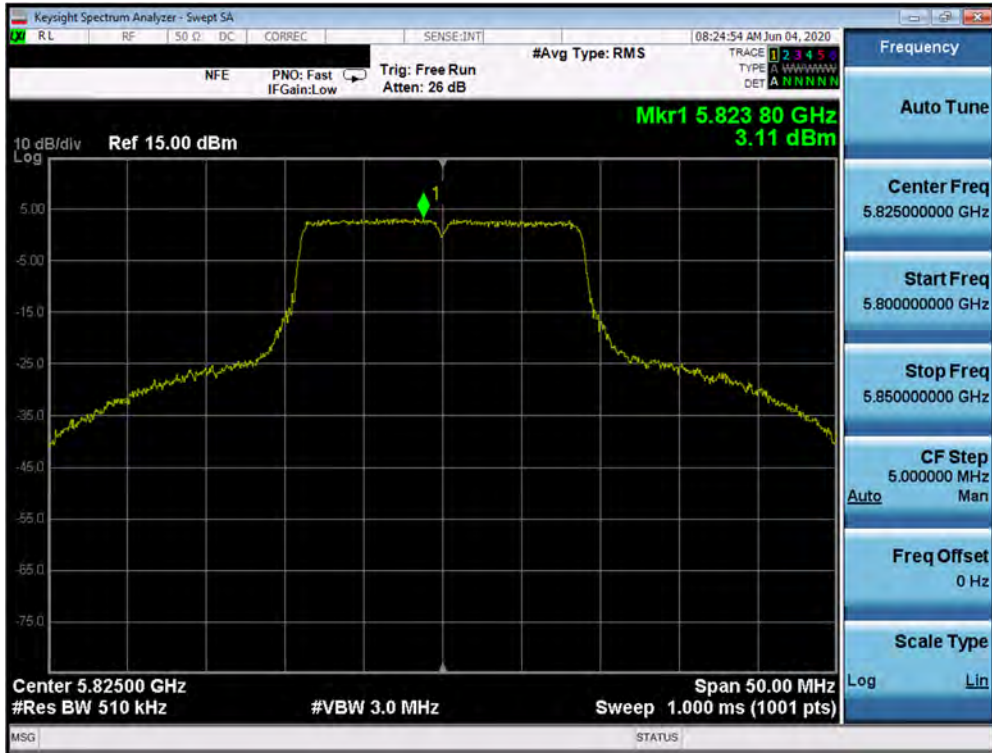 Keysight Spectrum Analyzer - Swept SA
LXI RL RF 50 Ω DC CORREC SENSE:INT 08:24:54 AM Jun 04, 2020
#Avg Type: RMS TRACE 1 2 3 4 5 6
NFE PNO: Fast Trig: Free Run TYPE A WWWWW
IFGain:Low Atten: 26 dB DET A N N N N N
Mkr1 5.823 80 GHz
3.11 dBm
10 dB/div Ref 15.00 dBm
Log
1
5.00
-5.00
-15.0
-25.0
-35.0
-45.0
-55.0
-65.0
-75.0
Center 5.82500 GHz Span 50.00 MHz
#Res BW 510 kHz #VBW 3.0 MHz Sweep 1.000 ms (1001 pts)
MSG STATUS
Frequency
Auto Tune
Center Freq
5.825000000 GHz
Start Freq
5.800000000 GHz
Stop Freq
5.850000000 GHz
CF Step
5.000000 MHz
Auto Man
Freq Offset
0 Hz
Scale Type
Log Lin